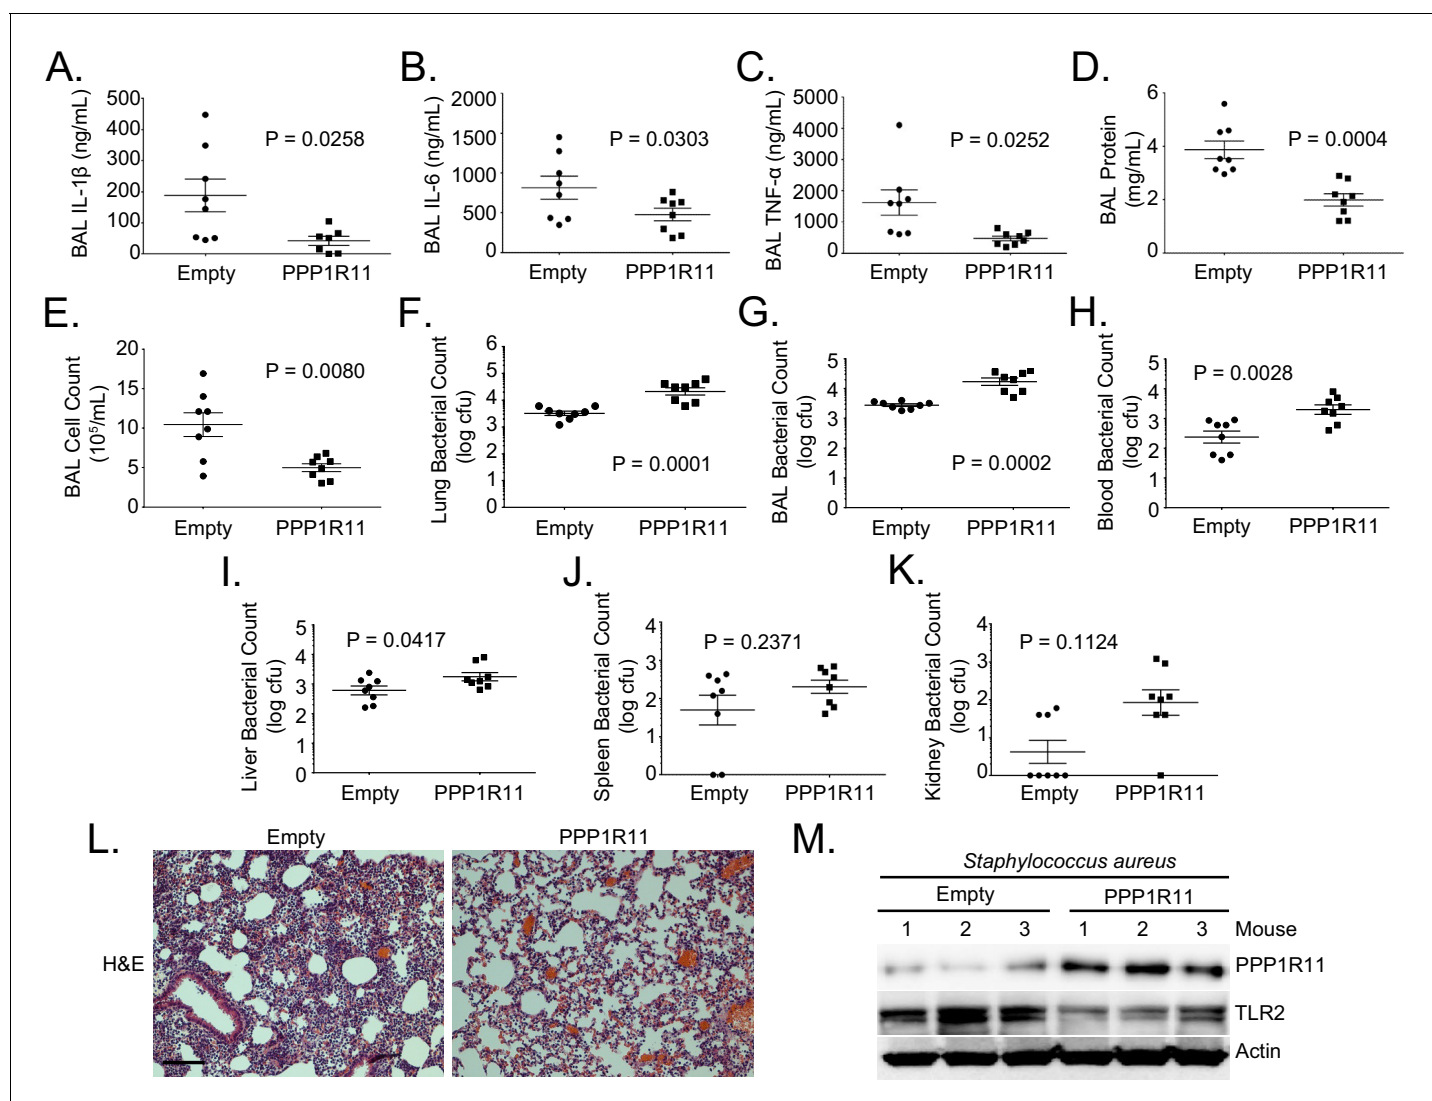 A.
BAL IL-1β (ng/mL)
500
400
300
200
100
0
P = 0.0258
Empty
PPP1R11
B.
BAL IL-6 (ng/mL)
2000
1500
1000
500
0
P = 0.0303
Empty
PPP1R11
C.
BAL TNF-α (ng/mL)
5000
4000
3000
2000
1000
0
P = 0.0252
Empty
PPP1R11
D.
BAL Protein
(mg/mL)
6
4
2
0
P = 0.0004
Empty
PPP1R11
E.
BAL Cell Count
(10⁵/mL)
20
15
10
5
0
P = 0.0080
Empty
PPP1R11
F.
Lung Bacterial Count
(log cfu)
6
5
4
3
2
1
0
P = 0.0001
Empty
PPP1R11
G.
BAL Bacterial Count
(log cfu)
5
4
3
2
1
0
P = 0.0002
Empty
PPP1R11
H.
Blood Bacterial Count
(log cfu)
5
4
3
2
1
0
P = 0.0028
Empty
PPP1R11
I.
Liver Bacterial Count
(log cfu)
5
4
3
2
1
0
P = 0.0417
Empty
PPP1R11
J.
Spleen Bacterial Count
(log cfu)
4
3
2
1
0
P = 0.2371
Empty
PPP1R11
K.
Kidney Bacterial Count
(log cfu)
4
3
2
1
0
P = 0.1124
Empty
PPP1R11
L.
Empty
PPP1R11
H&E
M.
Staphylococcus aureus
Empty
PPP1R11
1 2 3 1 2 3 Mouse
PPP1R11
TLR2
Actin